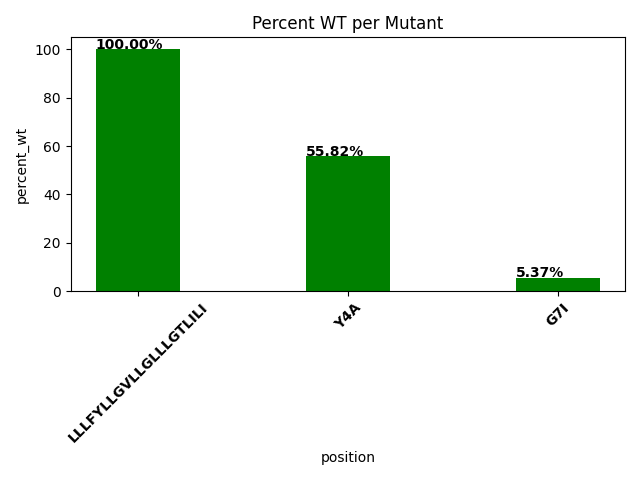 Percent WT per Mutant
percent_wt
100
80
60
40
20
0
100.00%
55.82%
5.37%
LLLFYLLGVLLGLLLGTLILI
Y4A
G7I
position